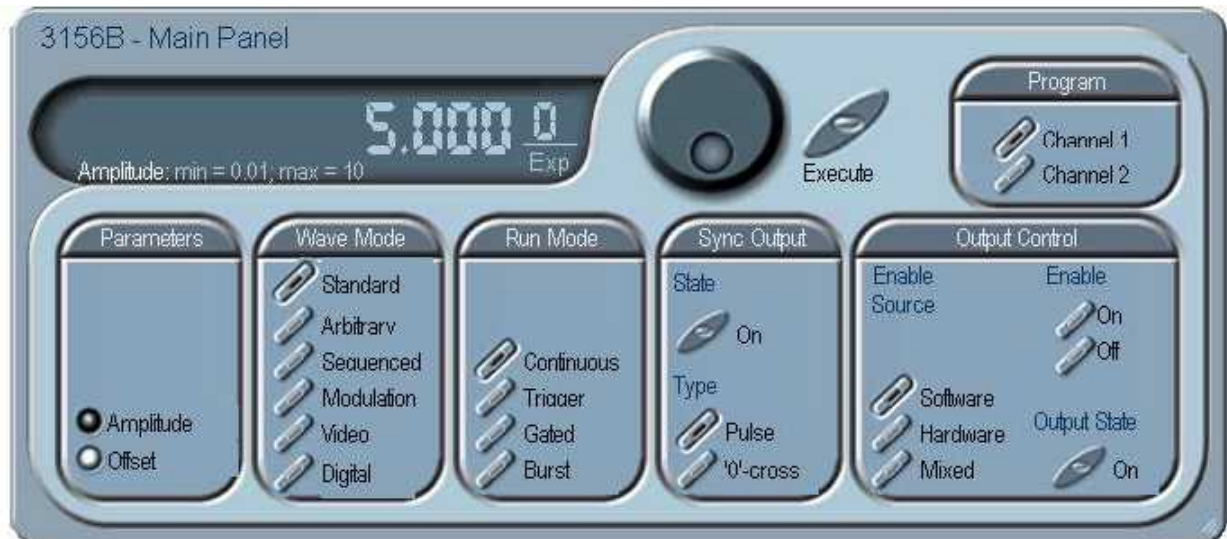 3156B - Main Panel
5.000 0
Exp
Amplitude: min = 0.01; max = 10
Execute
Program
Channel 1
Channel 2
Parameters
Amplitude
Offset
Wave Mode
Standard
Arbitrary
Sequenced
Modulation
Video
Digital
Run Mode
Continuous
Trigger
Gated
Burst
Sync Output
State
On
Type
Pulse
'0'-cross
Output Control
Enable
Source
Software
Hardware
Mixed
Enable
On
Off
Output State
On